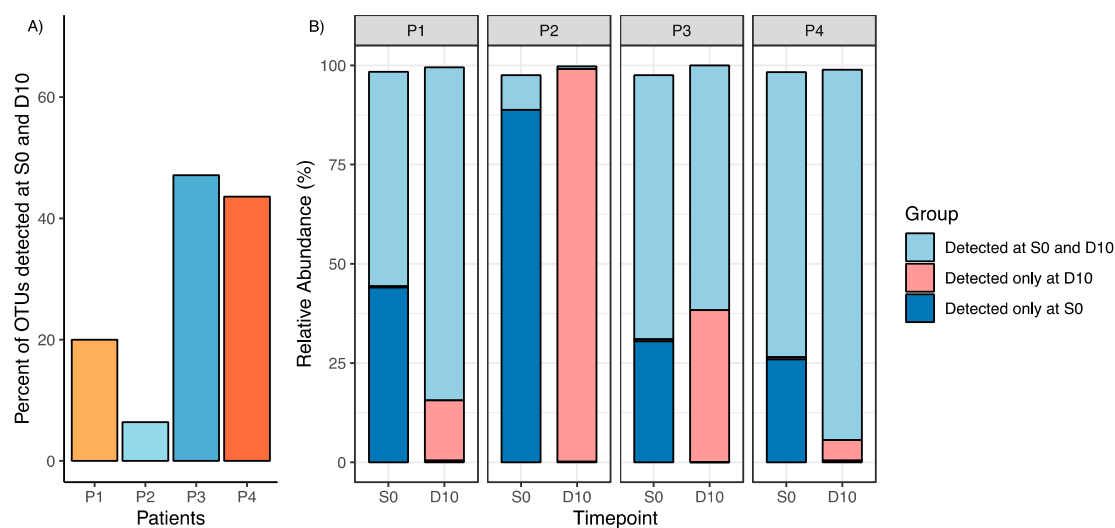 A)
Percent of OTUs detected at S0 and D10
60
40
20
0
P1 P2 P3 P4
Patients
B)
P1 P2 P3 P4
Relative Abundance (%)
100
75
50
25
0
S0 D10 S0 D10 S0 D10 S0 D10
Timepoint
Group
Detected at S0 and D10
Detected only at D10
Detected only at S0